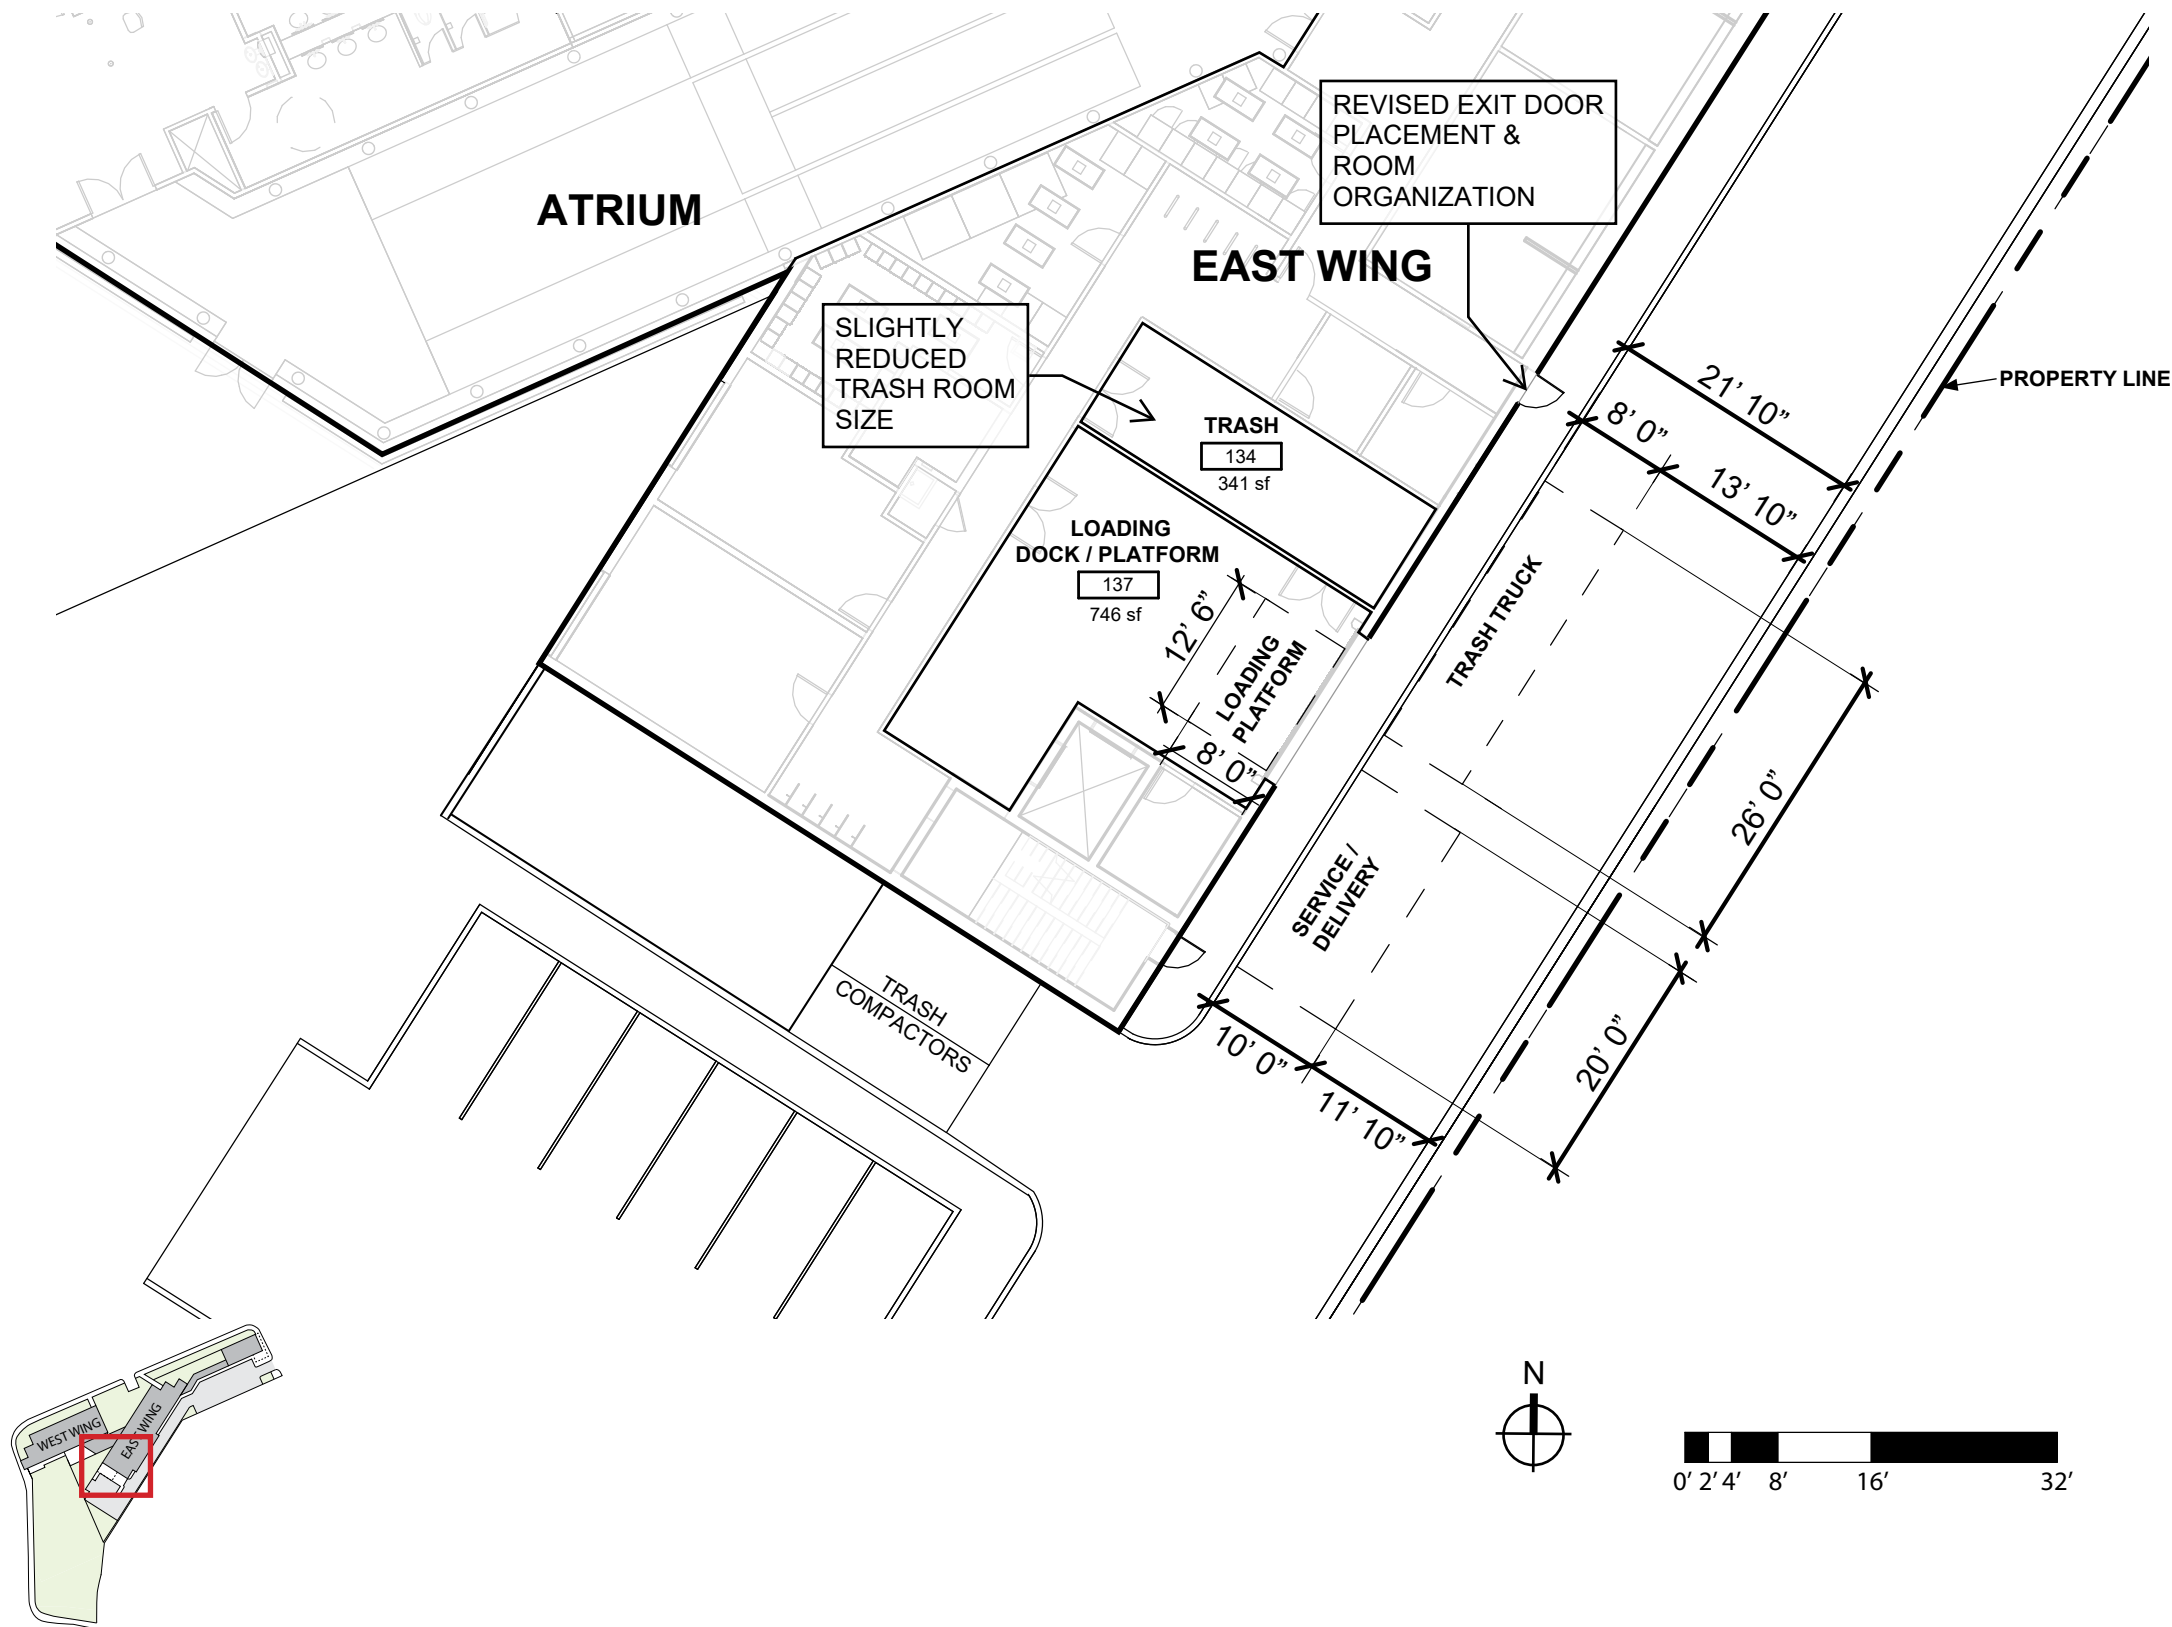 REVISED EXIT DOOR
PLACEMENT &
ROOM
ORGANIZATION
ATRIUM
EAST WING
SLIGHTLY
REDUCED
TRASH ROOM
SIZE
21’ 10”
PROPERTY LINE
8’ 0”
13’ 10”
TRASH
134
341 sf
LOADING
DOCK / PLATFORM
137
746 sf
12’ 6”
LOADING
PLATFORM
8’ 0”
TRASH TRUCK
26’ 0”
SERVICE /
DELIVERY
TRASH
COMPACTORS
10’ 0”
11’ 10”
20’ 0”
WEST WING
EAST WING
N
0’ 2’ 4’ 8’ 16’ 32’